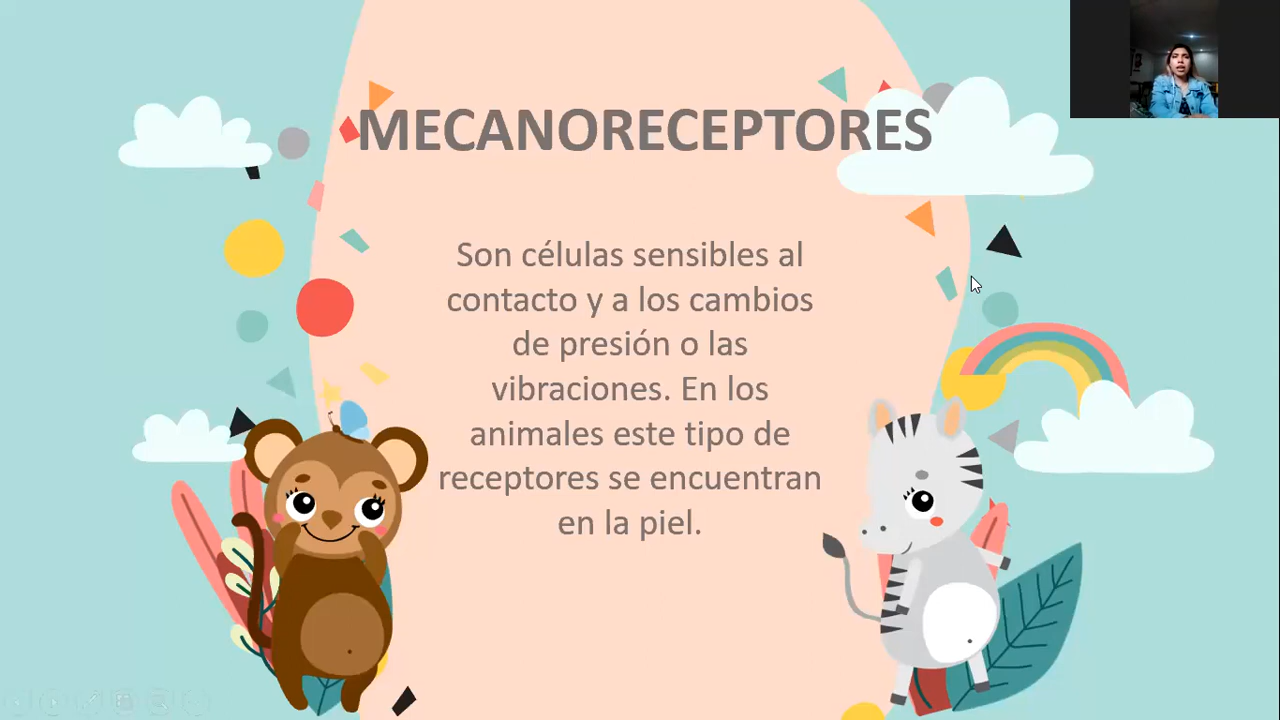 MECANORECEPTORES
Son células sensibles al
contacto y a los cambios
de presión o las
vibraciones. En los
animales este tipo de
receptores se encuentran
en la piel.